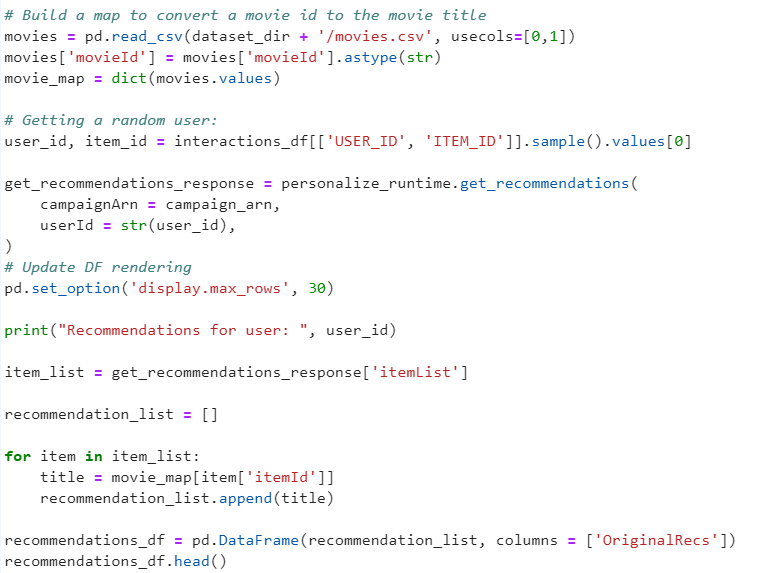 # Build a map to convert a movie id to the movie title
movies = pd.read_csv(dataset_dir + '/movies.csv', usecols=[0,1])
movies['movieId'] = movies['movieId'].astype(str)
movie_map = dict(movies.values)

# Getting a random user:
user_id, item_id = interactions_df[['USER_ID', 'ITEM_ID']].sample().values[0]

get_recommendations_response = personalize_runtime.get_recommendations(
    campaignArn = campaign_arn,
    userId = str(user_id),
)
# Update DF rendering
pd.set_option('display.max_rows', 30)

print("Recommendations for user: ", user_id)

item_list = get_recommendations_response['itemList']

recommendation_list = []

for item in item_list:
    title = movie_map[item['itemId']]
    recommendation_list.append(title)

recommendations_df = pd.DataFrame(recommendation_list, columns = ['OriginalRecs'])
recommendations_df.head()